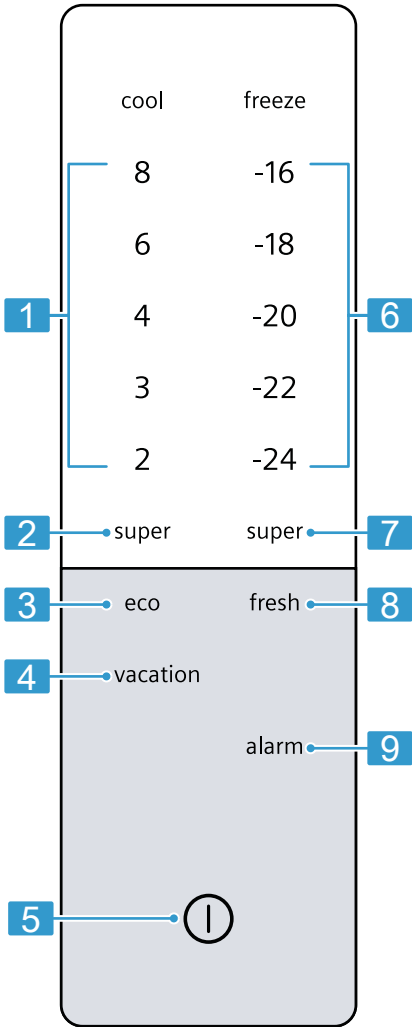 cool freeze
8 -16
6 -18
1 4 -20 6
3 -22
2 -24
2 super super 7
3 eco fresh 8
4 vacation
alarm 9
5